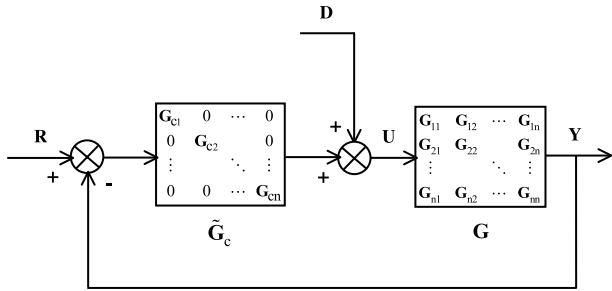 D
R
+
-
G_c1 0 ⋯ 0
0 G_c2 0
⋮ ⋱ ⋮
0 0 ⋯ G_cn
G̃_c
+
+
U
G_11 G_12 ⋯ G_1n
G_21 G_22 G_2n
⋮ ⋱ ⋮
G_n1 G_n2 ⋯ G_nn
G
Y